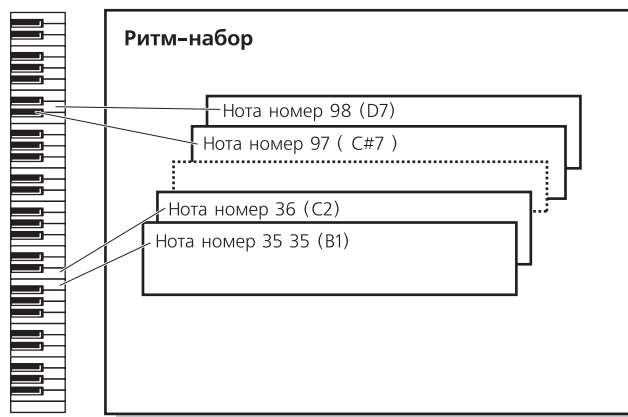 Ритм-набор
Нота номер 98 (D7)
Нота номер 97 ( C#7 )
Нота номер 36 (C2)
Нота номер 35 35 (B1)